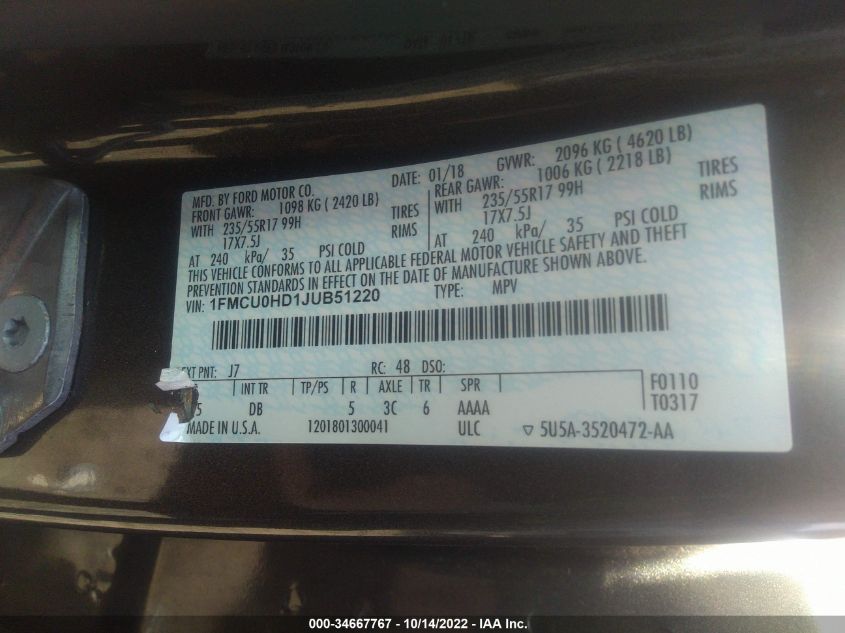 MFD. BY FORD MOTOR CO. DATE: 01/18 GVWR: 2096 KG ( 4620 LB)
FRONT GAWR: 1098 KG ( 2420 LB) REAR GAWR: 1006 KG ( 2218 LB)
WITH 235/55R17 99H TIRES WITH 235/55R17 99H TIRES
17X7.5J RIMS 17X7.5J RIMS
AT 240 kPa/ 35 PSI COLD AT 240 kPa/ 35 PSI COLD
THIS VEHICLE CONFORMS TO ALL APPLICABLE FEDERAL MOTOR VEHICLE SAFETY AND THEFT
PREVENTION STANDARDS IN EFFECT ON THE DATE OF MANUFACTURE SHOWN ABOVE.
VIN: 1FMCU0HD1JUB51220 TYPE: MPV
EXT PNT: J7 RC: 48 DSO:
INT TR TP/PS R AXLE TR SPR F0110
5 DB 5 3C 6 AAAA T0317
MADE IN U.S.A. 1201801300041 ULC ▽ 5U5A-3520472-AA
000-34667767 - 10/14/2022 - IAA Inc.